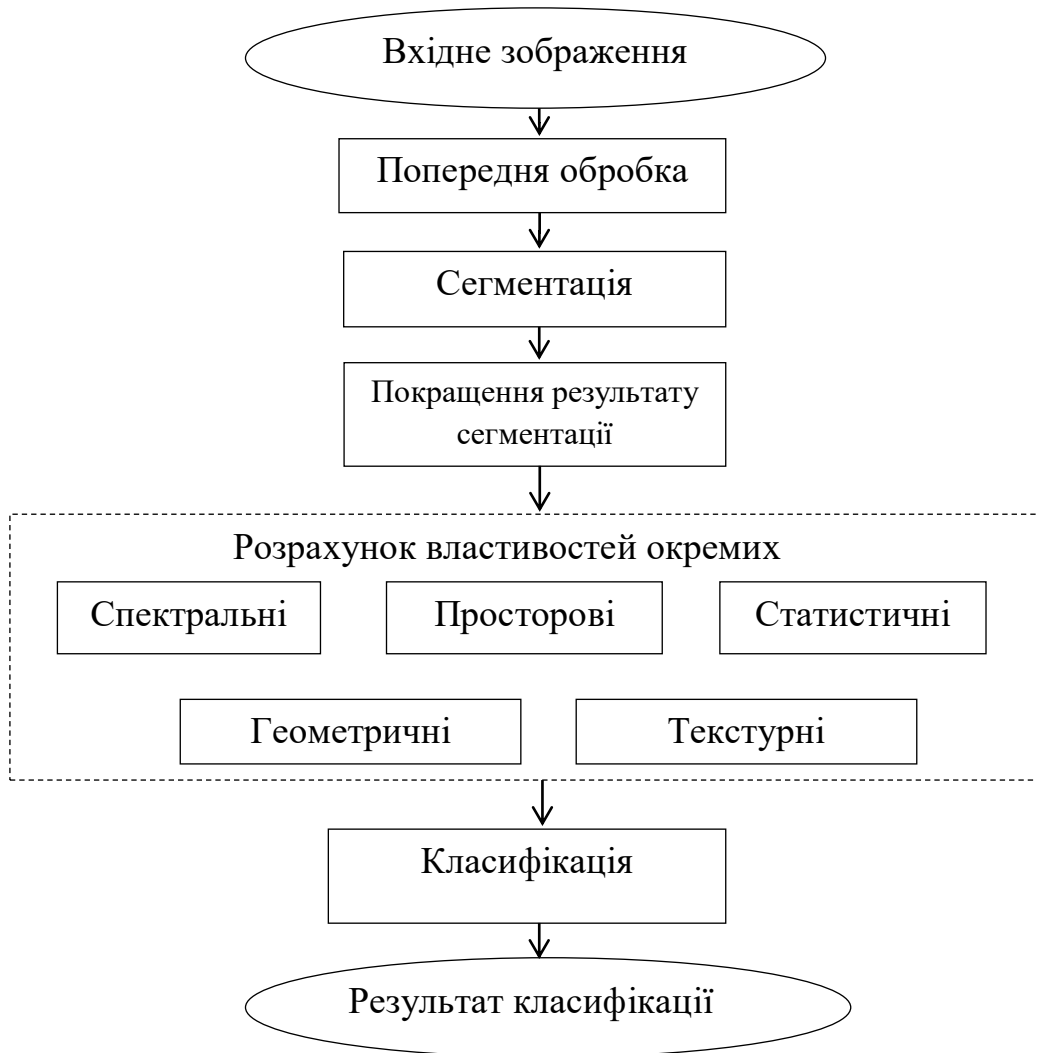 Вхідне зображення
Попередня обробка
Сегментація
Покращення результату
сегментації
Розрахунок властивостей окремих
Спектральні
Просторові
Статистичні
Геометричні
Текстурні
Класифікація
Результат класифікації